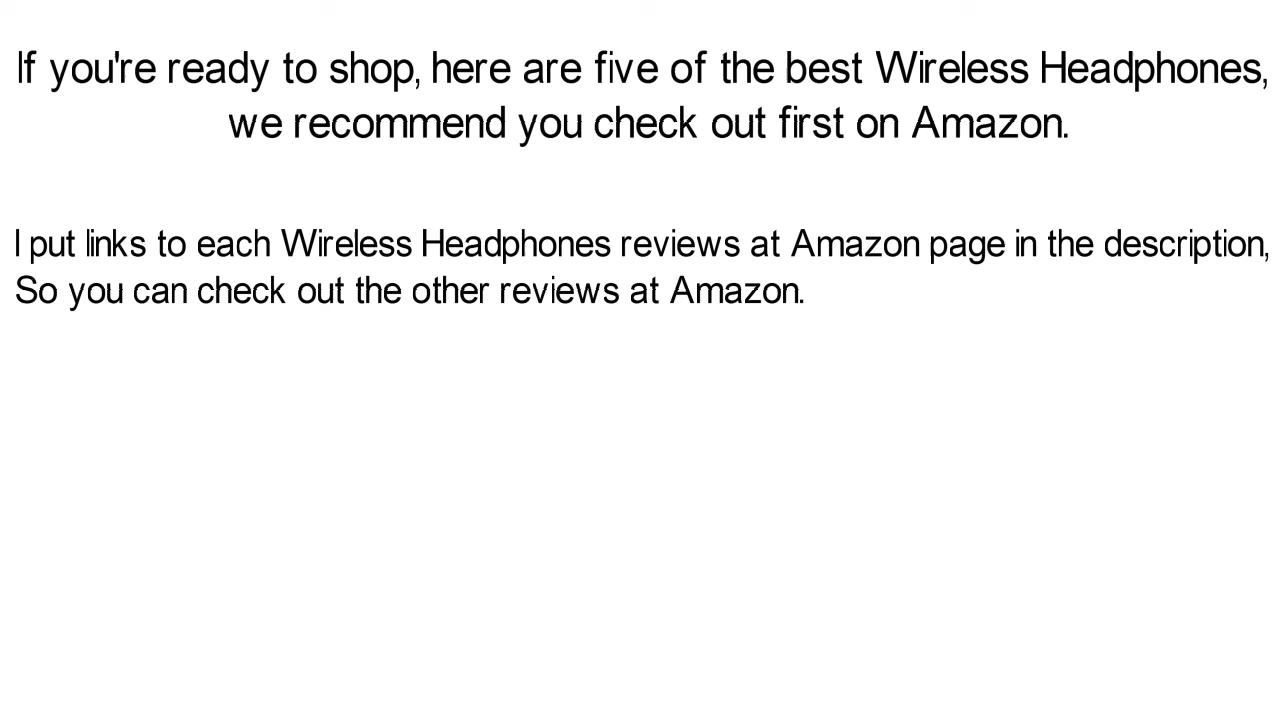 If you're ready to shop, here are five of the best Wireless Headphones,
we recommend you check out first on Amazon.
I put links to each Wireless Headphones reviews at Amazon page in the description,
So you can check out the other reviews at Amazon.